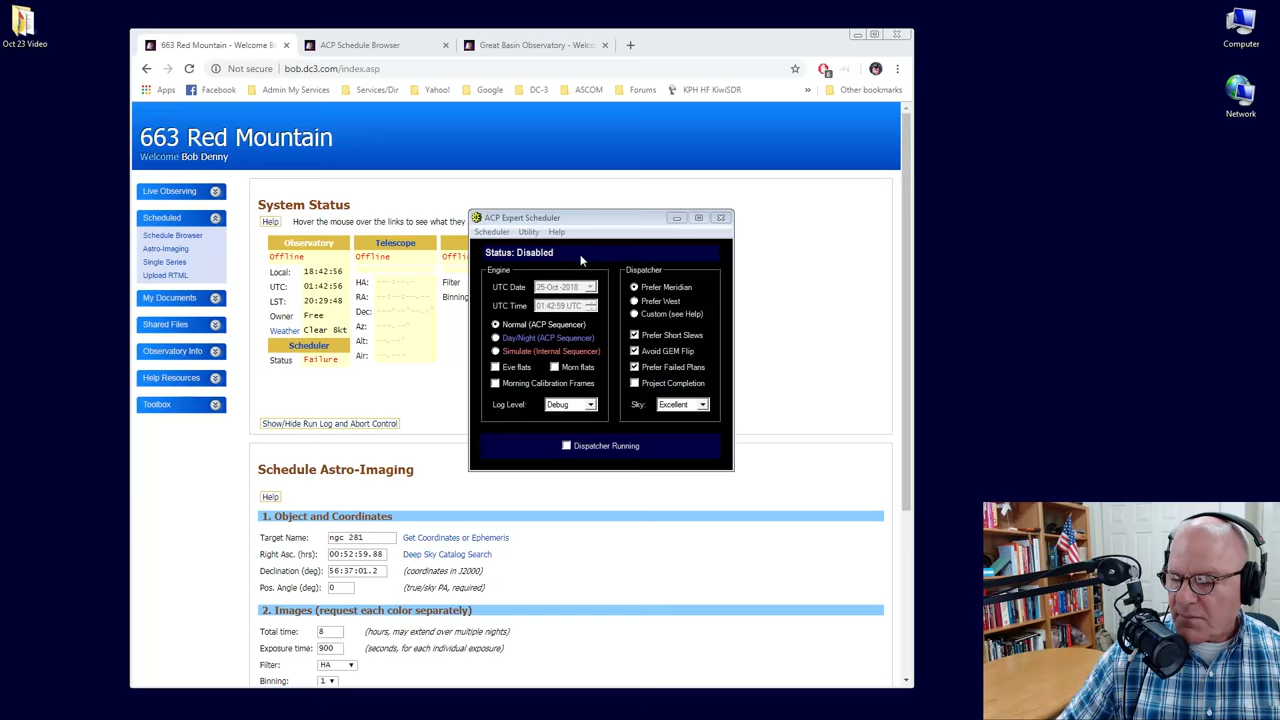 Oct 23 Video
Computer
Network
663 Red Mountain - Welcome B
ACP Schedule Browser
Great Basin Observatory - Welco
Not secure
bob.dc3.com/index.asp
6
Apps
Facebook
Admin My Services
Services/Dir
Yahoo!
Google
DC-3
ASCOM
Forums
KPH HF KiwiSDR
»
Other bookmarks
663 Red Mountain
Welcome Bob Denny
Live Observing
Scheduled
Schedule Browser
Astro-Imaging
Single Series
Upload RTML
My Documents
Shared Files
Observatory Info
Help Resources
Toolbox
System Status
Help
Hover the mouse over the links to see what they
Observatory
Telescope
Offline
Offline
Offl
Local: 18:42:56
UTC: 01:42:56
LST: 20:29:48
Owner Free
Weather Clear 8kt
Scheduler
Status Failure
HA: ---:--.-
RA: --:--.--
Dec:
Az: ---.--
Alt: --.--
Air: --.---
Filter
Binning
Show/Hide Run Log and Abort Control
ACP Expert Scheduler
Scheduler Utility Help
Status: Disabled
Engine
UTC Date 25-Oct -2018
UTC Time 01:42:59 UTC
Normal (ACP Sequencer)
Day/Night (ACP Sequencer)
Simulate (Internal Sequencer)
Eve flats
Morn flats
Morning Calibration Frames
Log Level: Debug
Dispatcher
Prefer Meridian
Prefer West
Custom (see Help)
Prefer Short Slews
Avoid GEM Flip
Prefer Failed Plans
Project Completion
Sky: Excellent
Dispatcher Running
Schedule Astro-Imaging
Help
1. Object and Coordinates
Target Name: ngc 281 Get Coordinates or Ephemeris
Right Asc. (hrs): 00:52:59.88 Deep Sky Catalog Search
Declination (deg): 56:37:01.2 (coordinates in J2000)
Pos. Angle (deg): 0 (true/sky PA, required)
2. Images (request each color separately)
Total time: 8 (hours, may extend over multiple nights)
Exposure time: 900 (seconds, for each individual exposure)
Filter: HA
Binning: 1